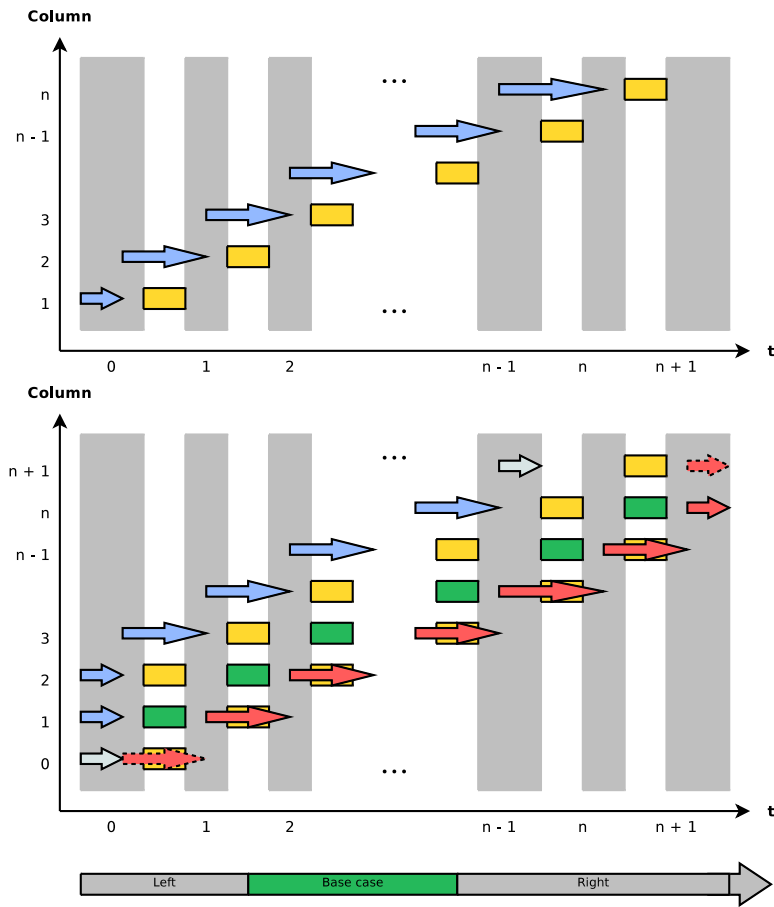 Column
...
n
n - 1
3
2
1
...
t
0 1 2 n - 1 n n + 1
Column
...
n + 1
n
n - 1
3
2
1
0
...
t
0 1 2 n - 1 n n + 1
Left Base case Right